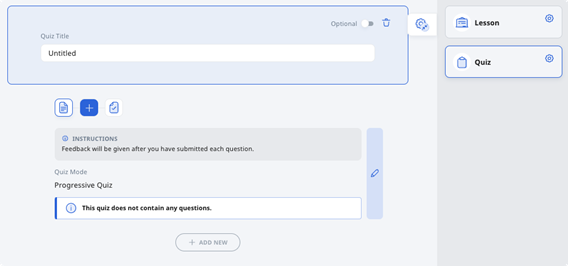 Optional
Quiz Title
Untitled
INSTRUCTIONS
Feedback will be given after you have submitted each question.
Quiz Mode
Progressive Quiz
This quiz does not contain any questions.
+ ADD NEW
Lesson
Quiz